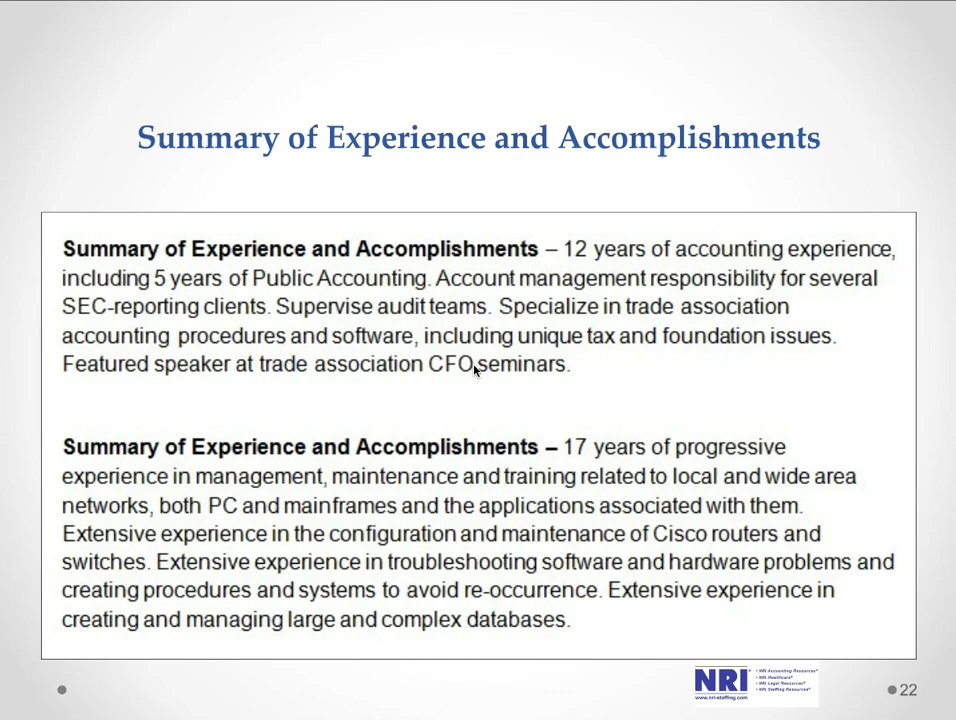 Summary of Experience and Accomplishments
Summary of Experience and Accomplishments – 12 years of accounting experience,
including 5 years of Public Accounting. Account management responsibility for several
SEC-reporting clients. Supervise audit teams. Specialize in trade association
accounting procedures and software, including unique tax and foundation issues.
Featured speaker at trade association CFO seminars.
Summary of Experience and Accomplishments – 17 years of progressive
experience in management, maintenance and training related to local and wide area
networks, both PC and mainframes and the applications associated with them.
Extensive experience in the configuration and maintenance of Cisco routers and
switches. Extensive experience in troubleshooting software and hardware problems and
creating procedures and systems to avoid re-occurrence. Extensive experience in
creating and managing large and complex databases.
NRI®
www.nri-staffing.com
• NRI Accounting Resources®
• NRI Healthcare®
• NRI Legal Resources®
• NRI Staffing Resources®
22